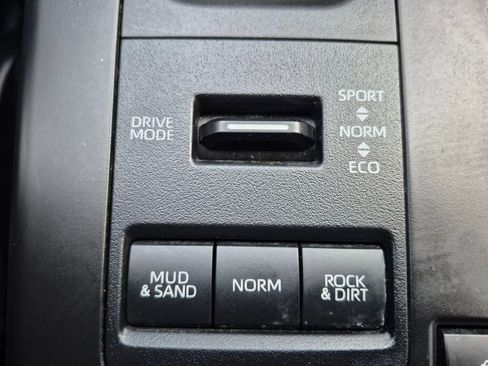 DRIVE
MODE
SPORT
NORM
ECO
MUD
& SAND
NORM
ROCK
& DIRT